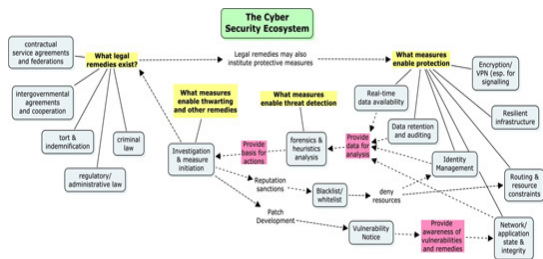 The Cyber
Security Ecosystem
contractual
service agreements
and federations
What legal
remedies exist?
Legal remedies may also
institute protective measures
What measures
enable protection
Encryption/
VPN (esp. for
signalling
intergovernmental
agreements
and cooperation
What measures
enable thwarting
and other remedies
What measures
enable threat detection
Real-time
data availability
Resilient
infrastructure
tort &
indemnification
criminal
law
Data retention
and auditing
Investigation
& measure
initiation
Provide
basis for
actions
forensics &
heuristics
analysis
Provide
data for
analysis
Identity
Management
regulatory/
administrative law
Reputation
sanctions
Blacklist/
whitelist
deny
resources
Routing &
resource
constraints
Patch
Development
Vulnerability
Notice
Provide
awareness of
vulnerabilities
and remedies
Network/
application
state &
integrity